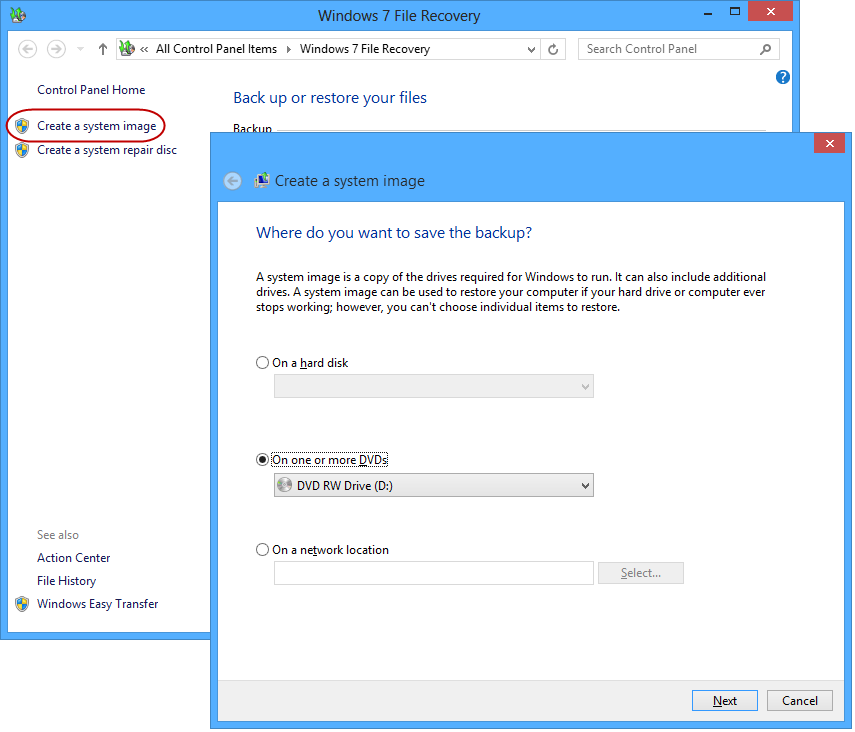 Windows 7 File Recovery
« All Control Panel Items Windows 7 File Recovery
Search Control Panel
Control Panel Home
Create a system image
Create a system repair disc
Back up or restore your files
Backup
See also
Action Center
File History
Windows Easy Transfer
Create a system image
Where do you want to save the backup?
A system image is a copy of the drives required for Windows to run. It can also include additional
drives. A system image can be used to restore your computer if your hard drive or computer ever
stops working; however, you can't choose individual items to restore.
On a hard disk
On one or more DVDs
DVD RW Drive (D:)
On a network location
Select...
Next
Cancel